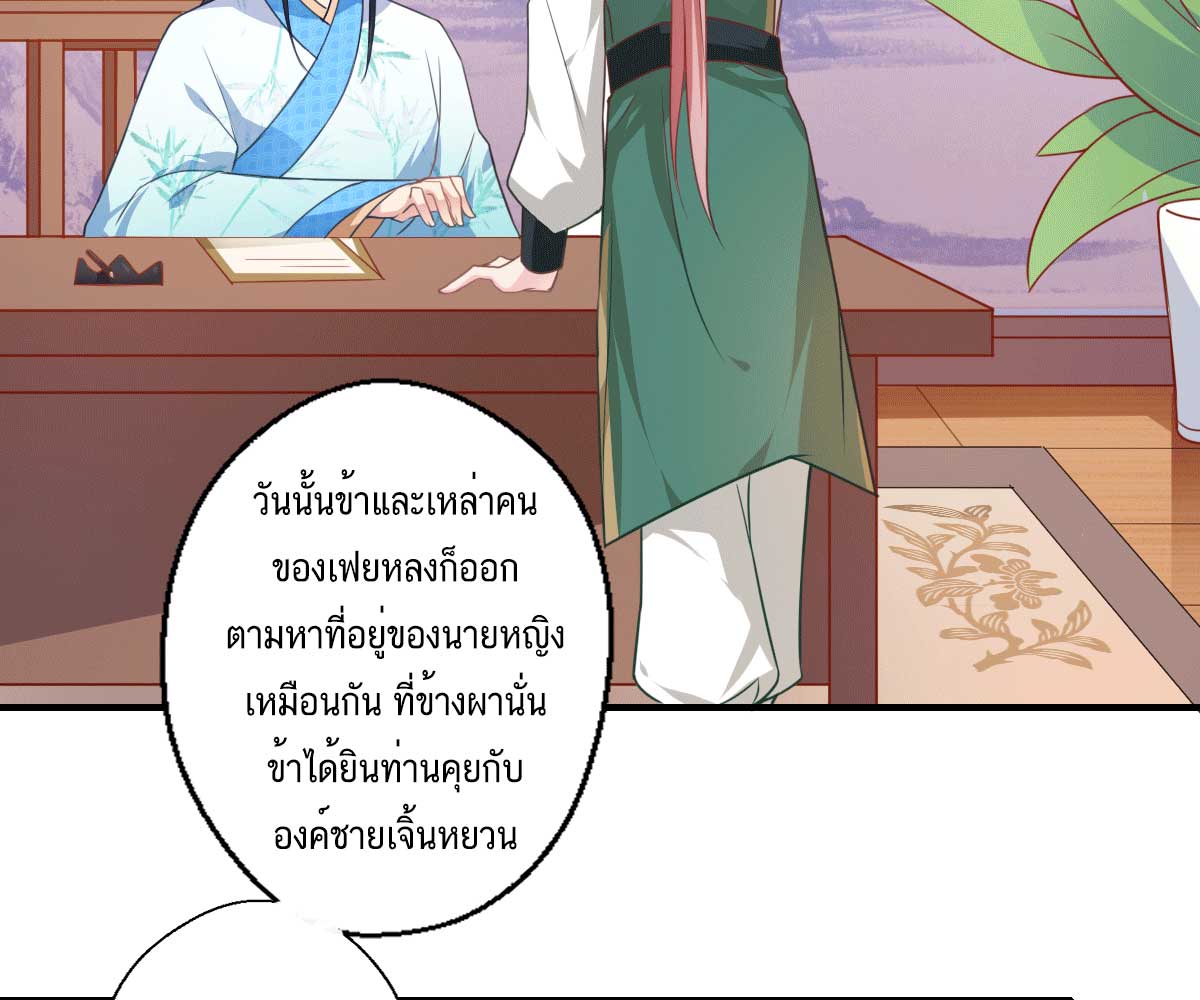 วันนั้นข้าและเหล่าคน
ของเฟยหลงก็ออก
ตามหาที่อยู่ของนายหญิง
เหมือนกัน ที่ข้างผานั่น
ข้าได้ยินท่านคุยกับ
องค์ชายเจิ้นหยวน